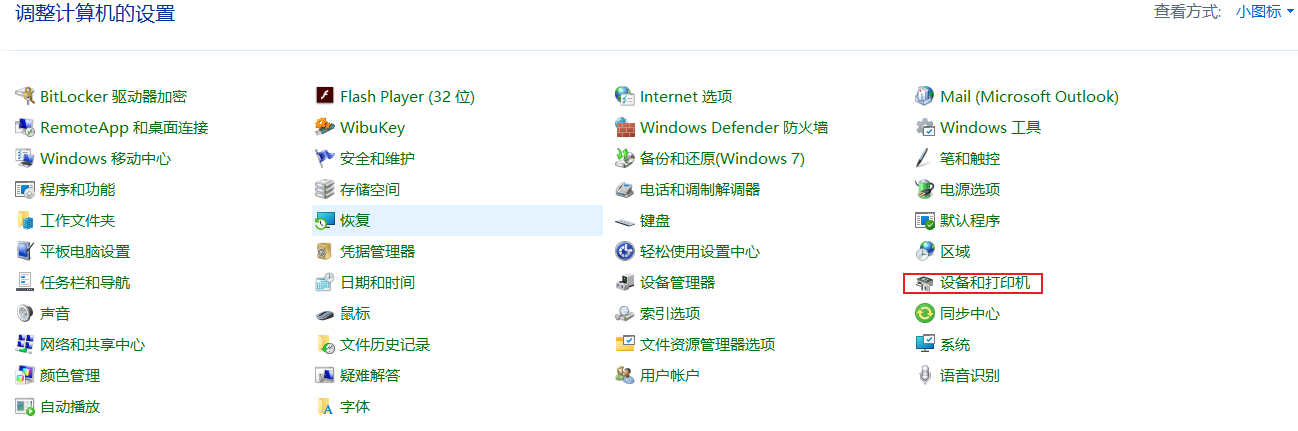 调整计算机的设置
查看方式: 小图标
BitLocker 驱动器加密 Flash Player (32 位) Internet 选项 Mail (Microsoft Outlook)
RemoteApp 和桌面连接 WibuKey Windows Defender 防火墙 Windows 工具
Windows 移动中心 安全和维护 备份和还原(Windows 7) 笔和触控
程序和功能 存储空间 电话和调制解调器 电源选项
工作文件夹 恢复 键盘 默认程序
平板电脑设置 凭据管理器 轻松使用设置中心 区域
任务栏和导航 日期和时间 设备管理器 设备和打印机
声音 鼠标 索引选项 同步中心
网络和共享中心 文件历史记录 文件资源管理器选项 系统
颜色管理 疑难解答 用户帐户 语音识别
自动播放 字体